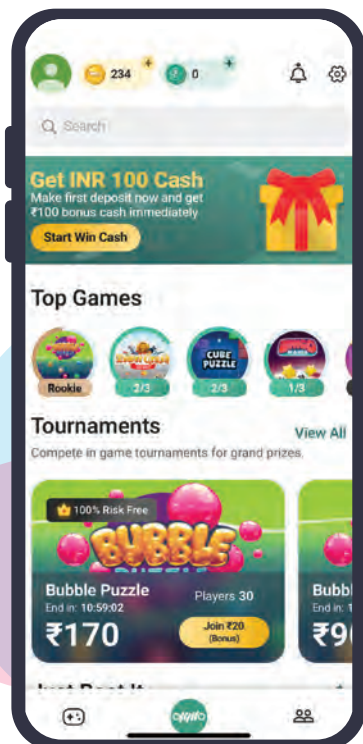 234
0
Search
Get INR 100 Cash
Make first deposit now and get
₹100 bonus cash immediately
Start Win Cash
Top Games
CUBE
PUZZLE
Rookie
2/3
2/3
1/3
Tournaments
View All
Compete in game tournaments for grand prizes.
100% Risk Free
BUBBLE
Bubble Puzzle
Players 30
End in: 10:59:02
₹170
Join ₹20
(Bonus)
Bubbl
End in: 1
₹9